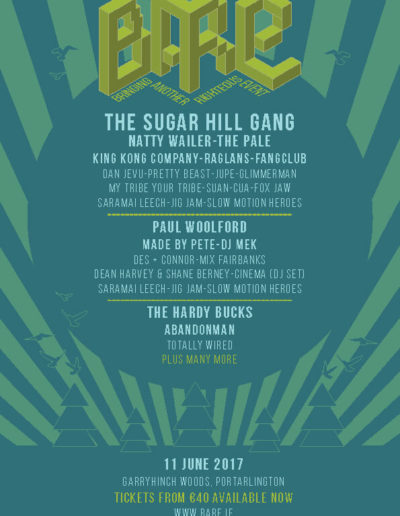 BARE
BRINGING ANOTHER RIGHTEOUS EVENT
THE SUGAR HILL GANG
NATTY WAILER-THE PALE
KING KONG COMPANY-RAGLANS-FANGCLUB
DAN JEVU-PRETTY BEAST-JUPE-GLIMMERMAN
MY TRIBE YOUR TRIBE-SUAN-CUA-FOX JAW
SARAMAI LEECH-JIG JAM-SLOW MOTION HEROES
PAUL WOOLFORD
MADE BY PETE-DJ MEK
DES + CONNOR-MIX FAIRBANKS
DEAN HARVEY & SHANE BERNEY-CINEMA (DJ SET)
SARAMAI LEECH-JIG JAM-SLOW MOTION HEROES
THE HARDY BUCKS
ABANDONMAN
TOTALLY WIRED
PLUS MANY MORE
11 JUNE 2017
GARRYHINCH WOODS, PORTARLINGTON
TICKETS FROM €40 AVAILABLE NOW
WWW.BARE.IE